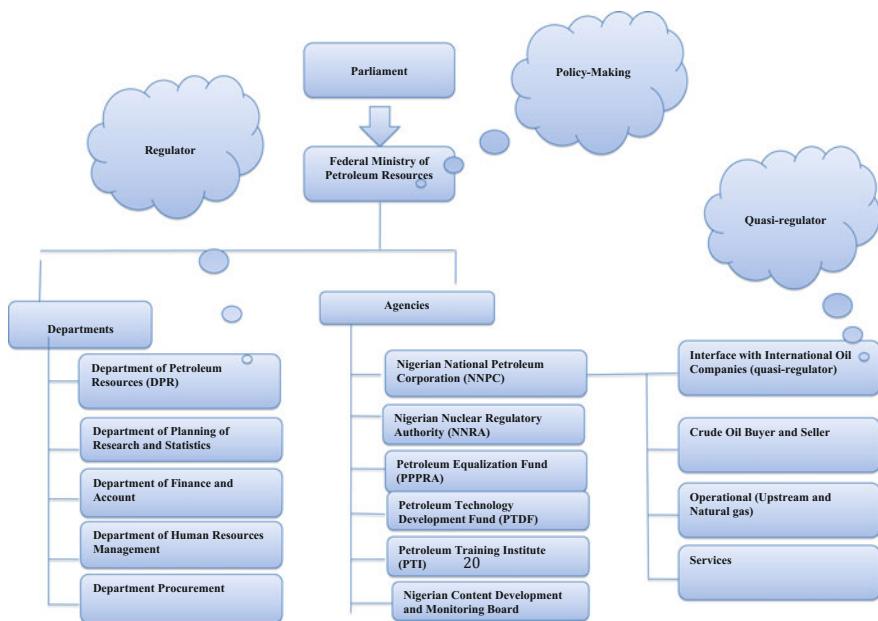 Parliament
Policy-Making
Regulator
Federal Ministry of
Petroleum Resources
Quasi-regulator
Departments
Agencies
Department of Petroleum
Resources (DPR)
Department of Planning of
Research and Statistics
Department of Finance and
Account
Department of Human Resources
Management
Department Procurement
Nigerian National Petroleum
Corporation (NNPC)
Nigerian Nuclear Regulatory
Authority (NNRA)
Petroleum Equalization Fund
(PPPRA)
Petroleum Technology
Development Fund (PTDF)
Petroleum Training Institute
(PTI) 20
Nigerian Content Development
and Monitoring Board
Interface with International Oil
Companies (quasi-regulator)
Crude Oil Buyer and Seller
Operational (Upstream and
Natural gas)
Services